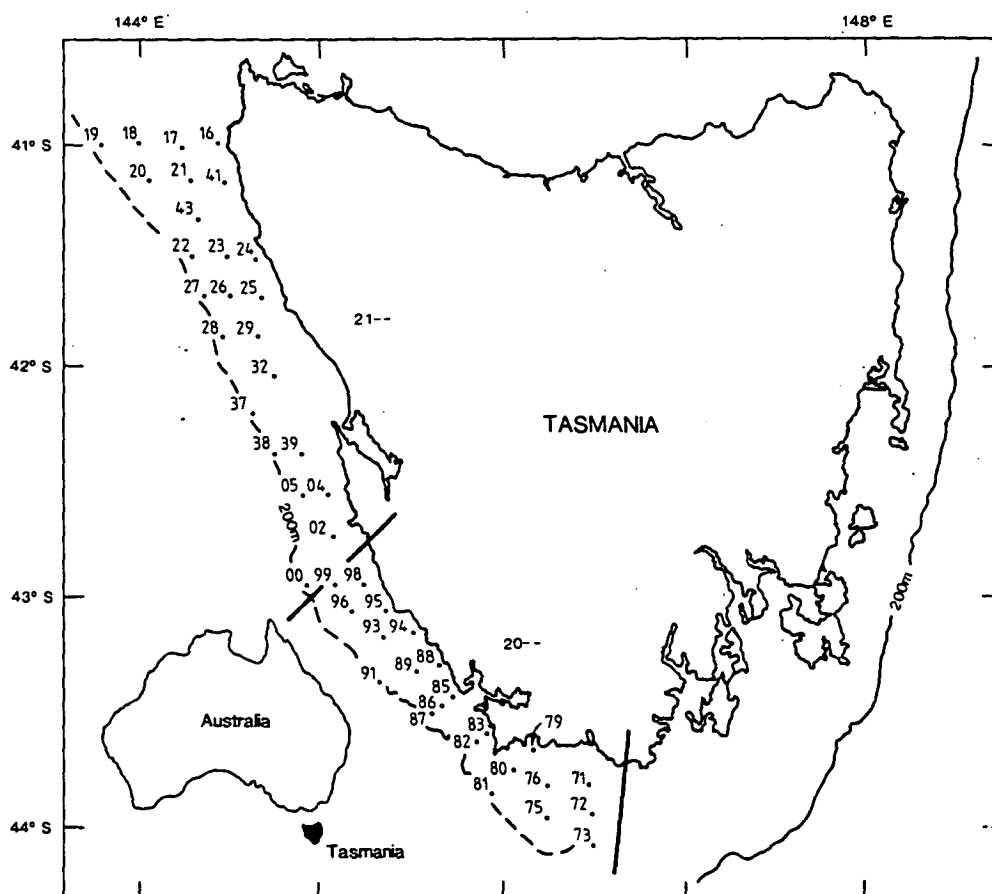 144° E
148° E
19 18 17 16
41° S
20 21 41
43
22 23 24
27 26 25
21--
28 29
42° S
32
37
TASMANIA
38 39
05 04
200m
02
00 99 98
43° S
96 95
200m
93 94
20--
89 88
91
85
86
Australia
87
83 79
82
80 76 71
81
75 72
44° S
73
Tasmania